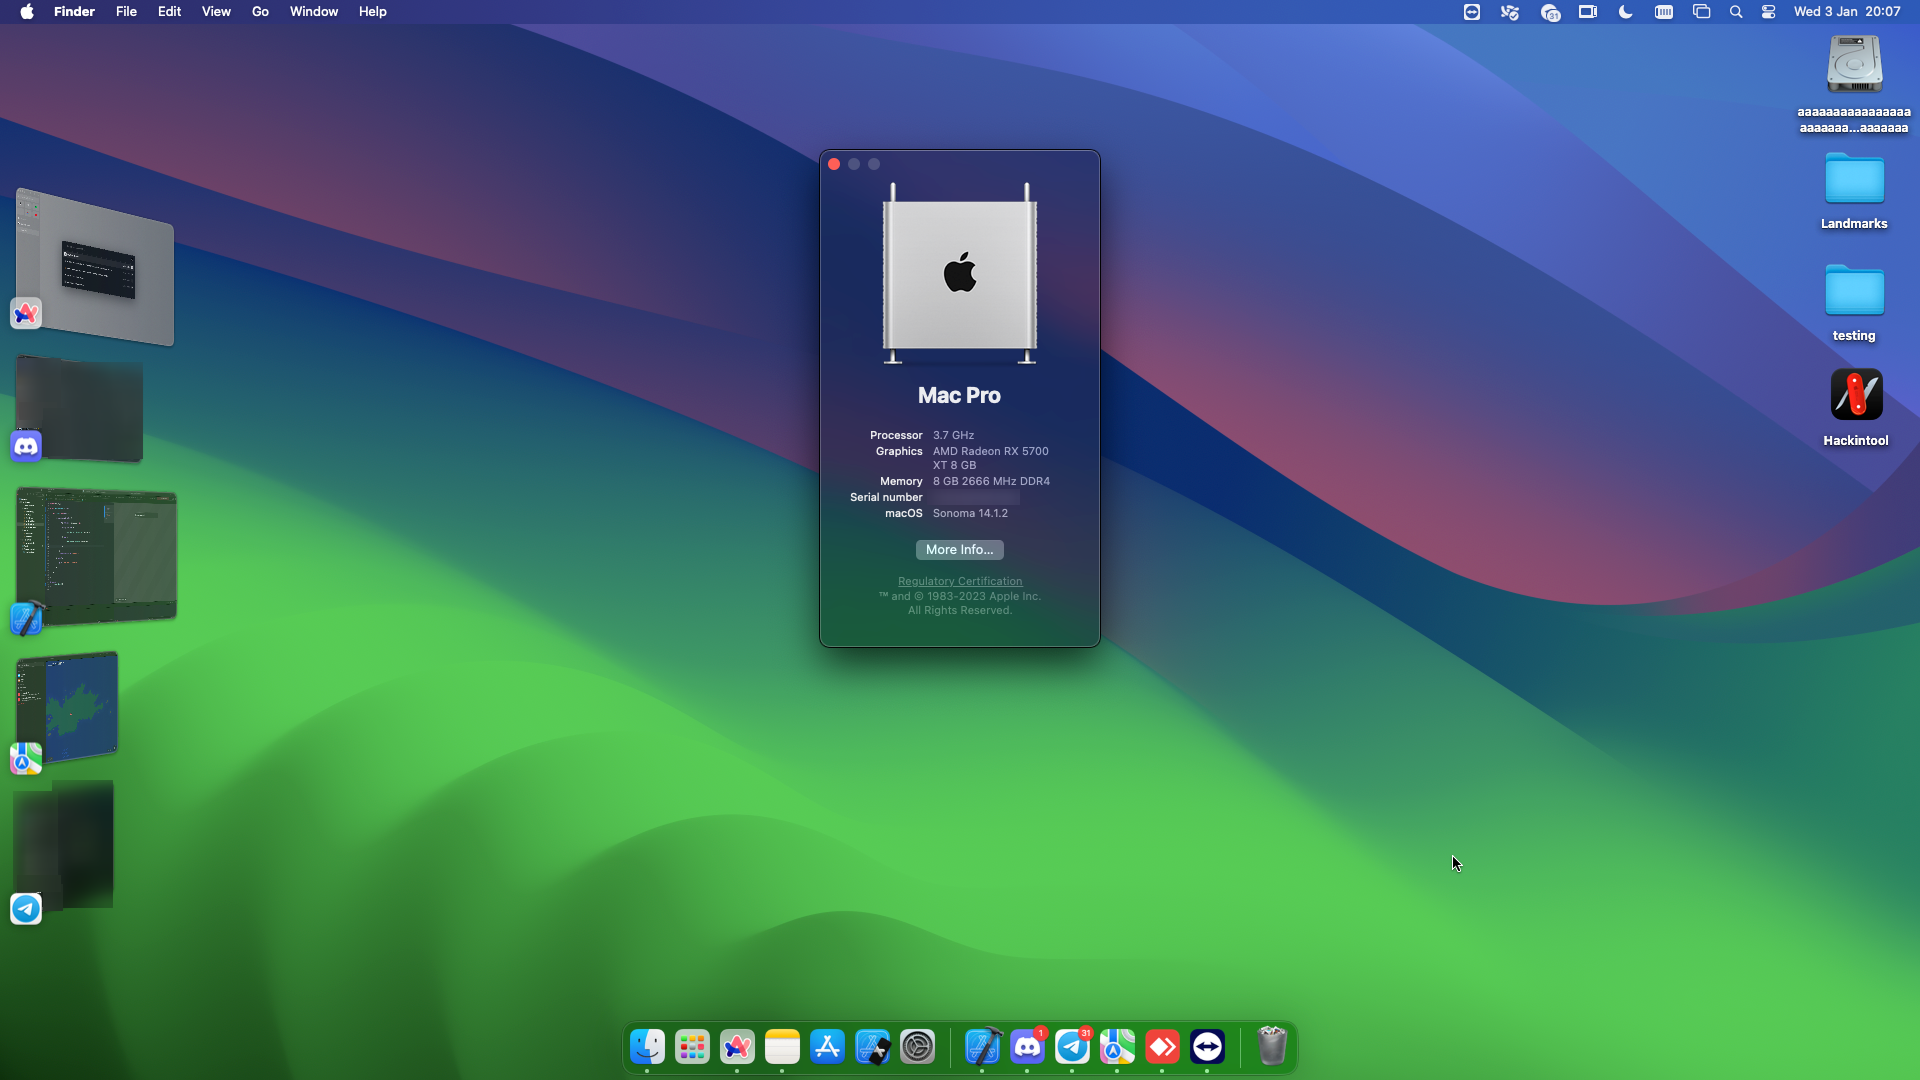 Finder File Edit View Go Window Help
31
Wed 3 Jan 20:07
aaaaaaaaaaaaaaaa
aaaaaaa...aaaaaaa
Landmarks
testing
Hackintool
Mac Pro
Processor 3.7 GHz
Graphics AMD Radeon RX 5700
XT 8 GB
Memory 8 GB 2666 MHz DDR4
Serial number
macOS Sonoma 14.1.2
More Info...
Regulatory Certification
™ and © 1983-2023 Apple Inc.
All Rights Reserved.
1
31